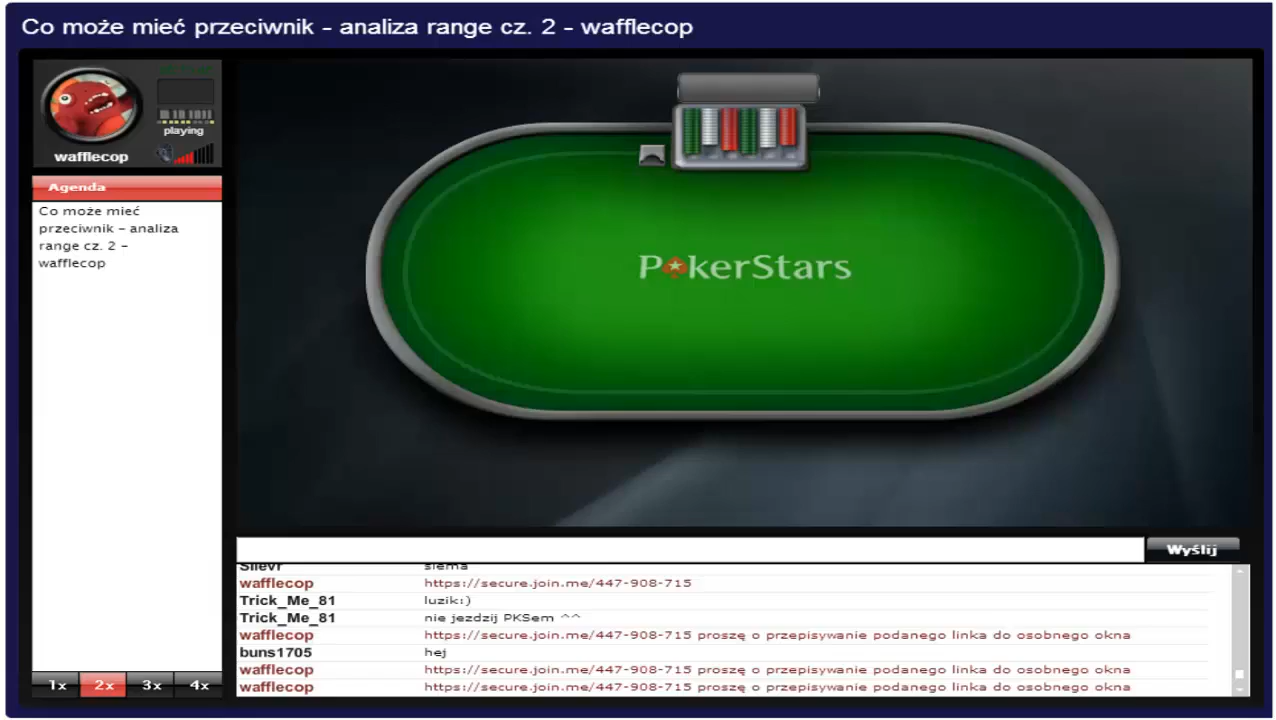 Co może mieć przeciwnik - analiza range cz. 2 - wafflecop
playing
wafflecop
Agenda
Co może mieć
przeciwnik - analiza
range cz. 2 -
wafflecop
PokerStars
Wyślij
Silevr siema
wafflecop https://secure.join.me/447-908-715
Trick_Me_81 luzik:)
Trick_Me_81 nie jezdzij PKSem ^^
wafflecop https://secure.join.me/447-908-715 proszę o przepisywanie podanego linka do osobnego okna
buns1705 hej
wafflecop https://secure.join.me/447-908-715 proszę o przepisywanie podanego linka do osobnego okna
wafflecop https://secure.join.me/447-908-715 proszę o przepisywanie podanego linka do osobnego okna
1x 2x 3x 4x